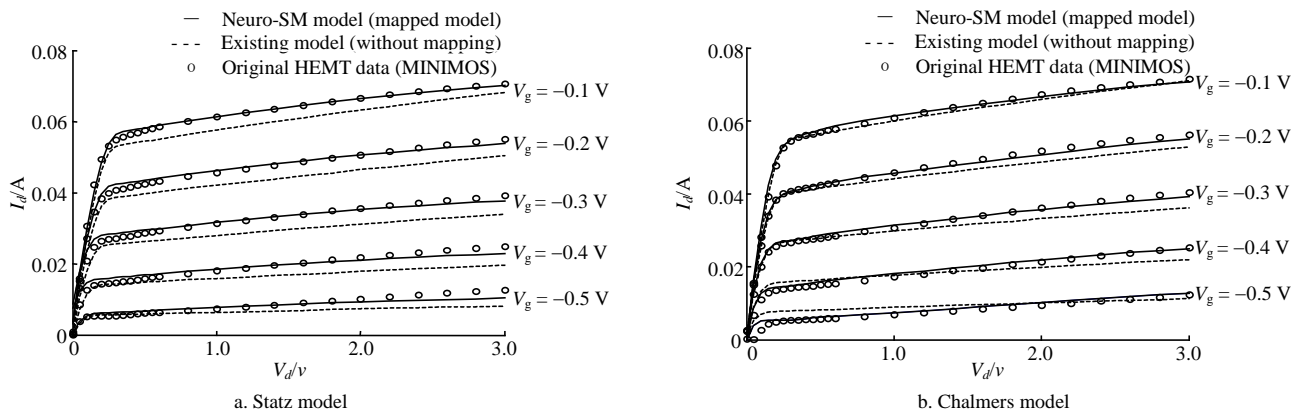 — Neuro-SM model (mapped model)
---- Existing model (without mapping)
o Original HEMT data (MINIMOS)
0.08
0.06
0.04
0.02
0
I_d/A
V_g = −0.1 V
V_g = −0.2 V
V_g = −0.3 V
V_g = −0.4 V
V_g = −0.5 V
0 1.0 2.0 3.0
V_d/v
a. Statz model
— Neuro-SM model (mapped model)
---- Existing model (without mapping)
o Original HEMT data (MINIMOS)
0.08
0.06
0.04
0.02
0
I_d/A
V_g = −0.1 V
V_g = −0.2 V
V_g = −0.3 V
V_g = −0.4 V
V_g = −0.5 V
0 1.0 2.0 3.0
V_d/v
b. Chalmers model